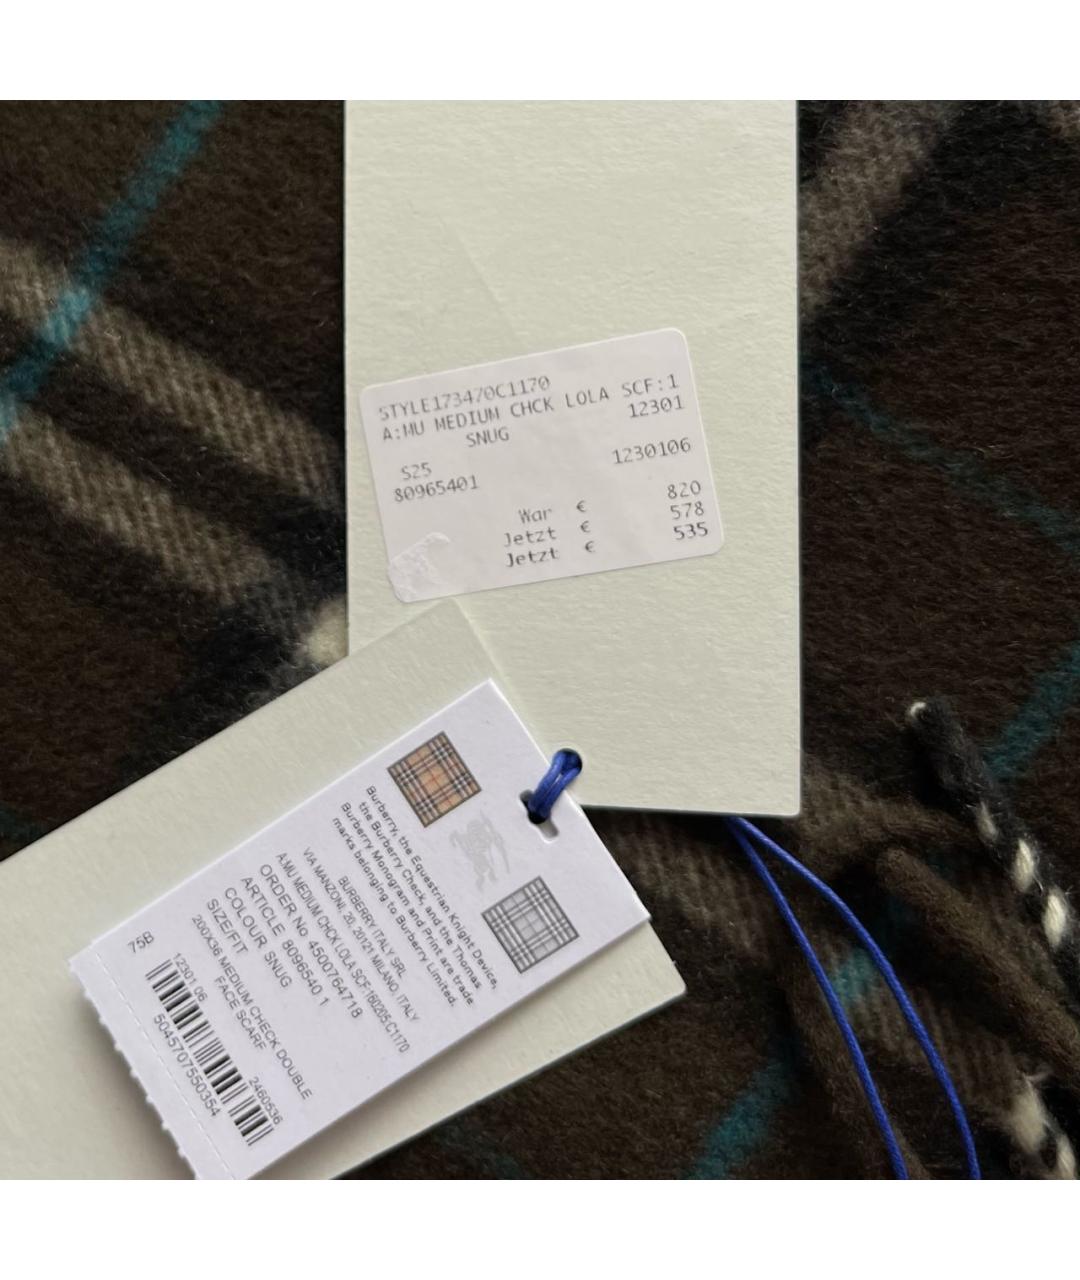 STYLE173470C1170
A:MU MEDIUM CHCK LOLA SCF:1
SNUG 12301
S25 1230106
80965401
War € 820
Jetzt € 578
Jetzt € 535
Burberry, the Equestrian Knight Device,
the Burberry Check, and the Thomas
Burberry Monogram and Print are trade
marks belonging to Burberry Limited.
BURBERRY ITALY SRL
VIA MANZONI, 20, 20121 MILANO, ITALY
A:MU MEDIUM CHCK LOLA SCF:160205:C1170
ORDER No 4500764718
ARTICLE 8096540 1
COLOUR SNUG
SIZE/FIT
200X36 MEDIUM CHECK DOUBLE
FACE SCARF
12301 06 2460536
75B
5045707550354